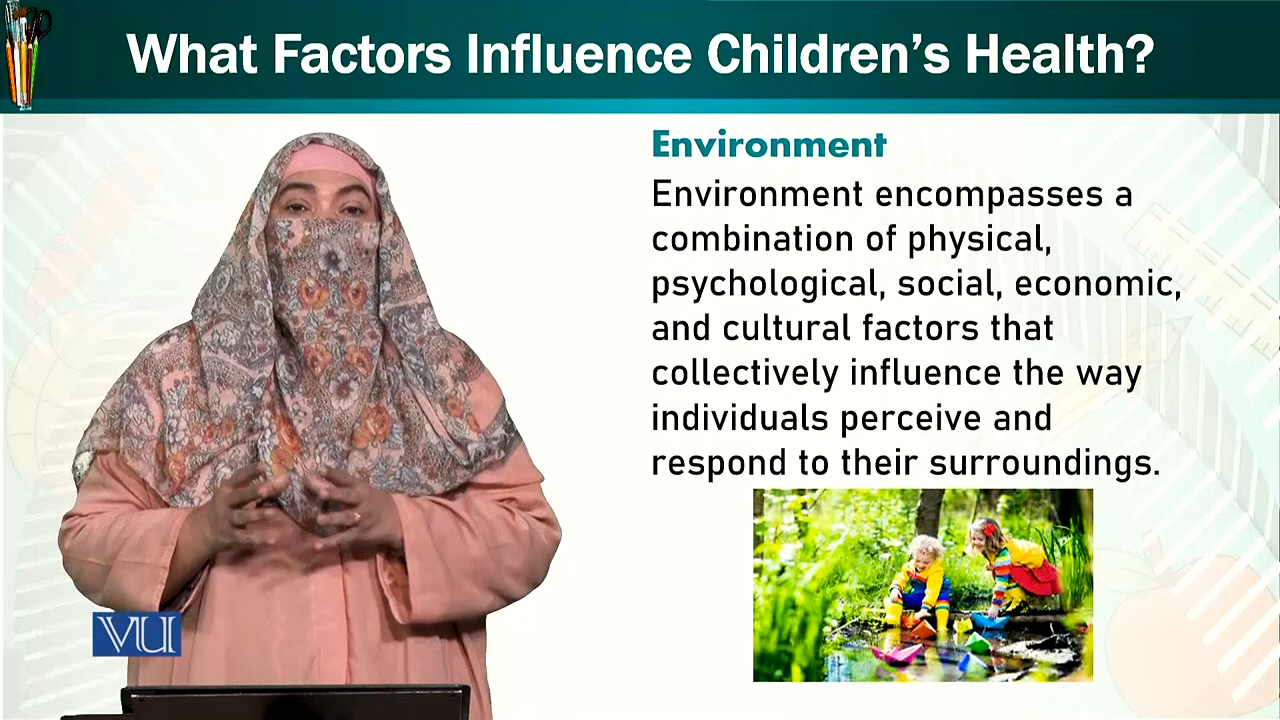 What Factors Influence Children’s Health?
Environment
Environment encompasses a
combination of physical,
psychological, social, economic,
and cultural factors that
collectively influence the way
individuals perceive and
respond to their surroundings.
VU